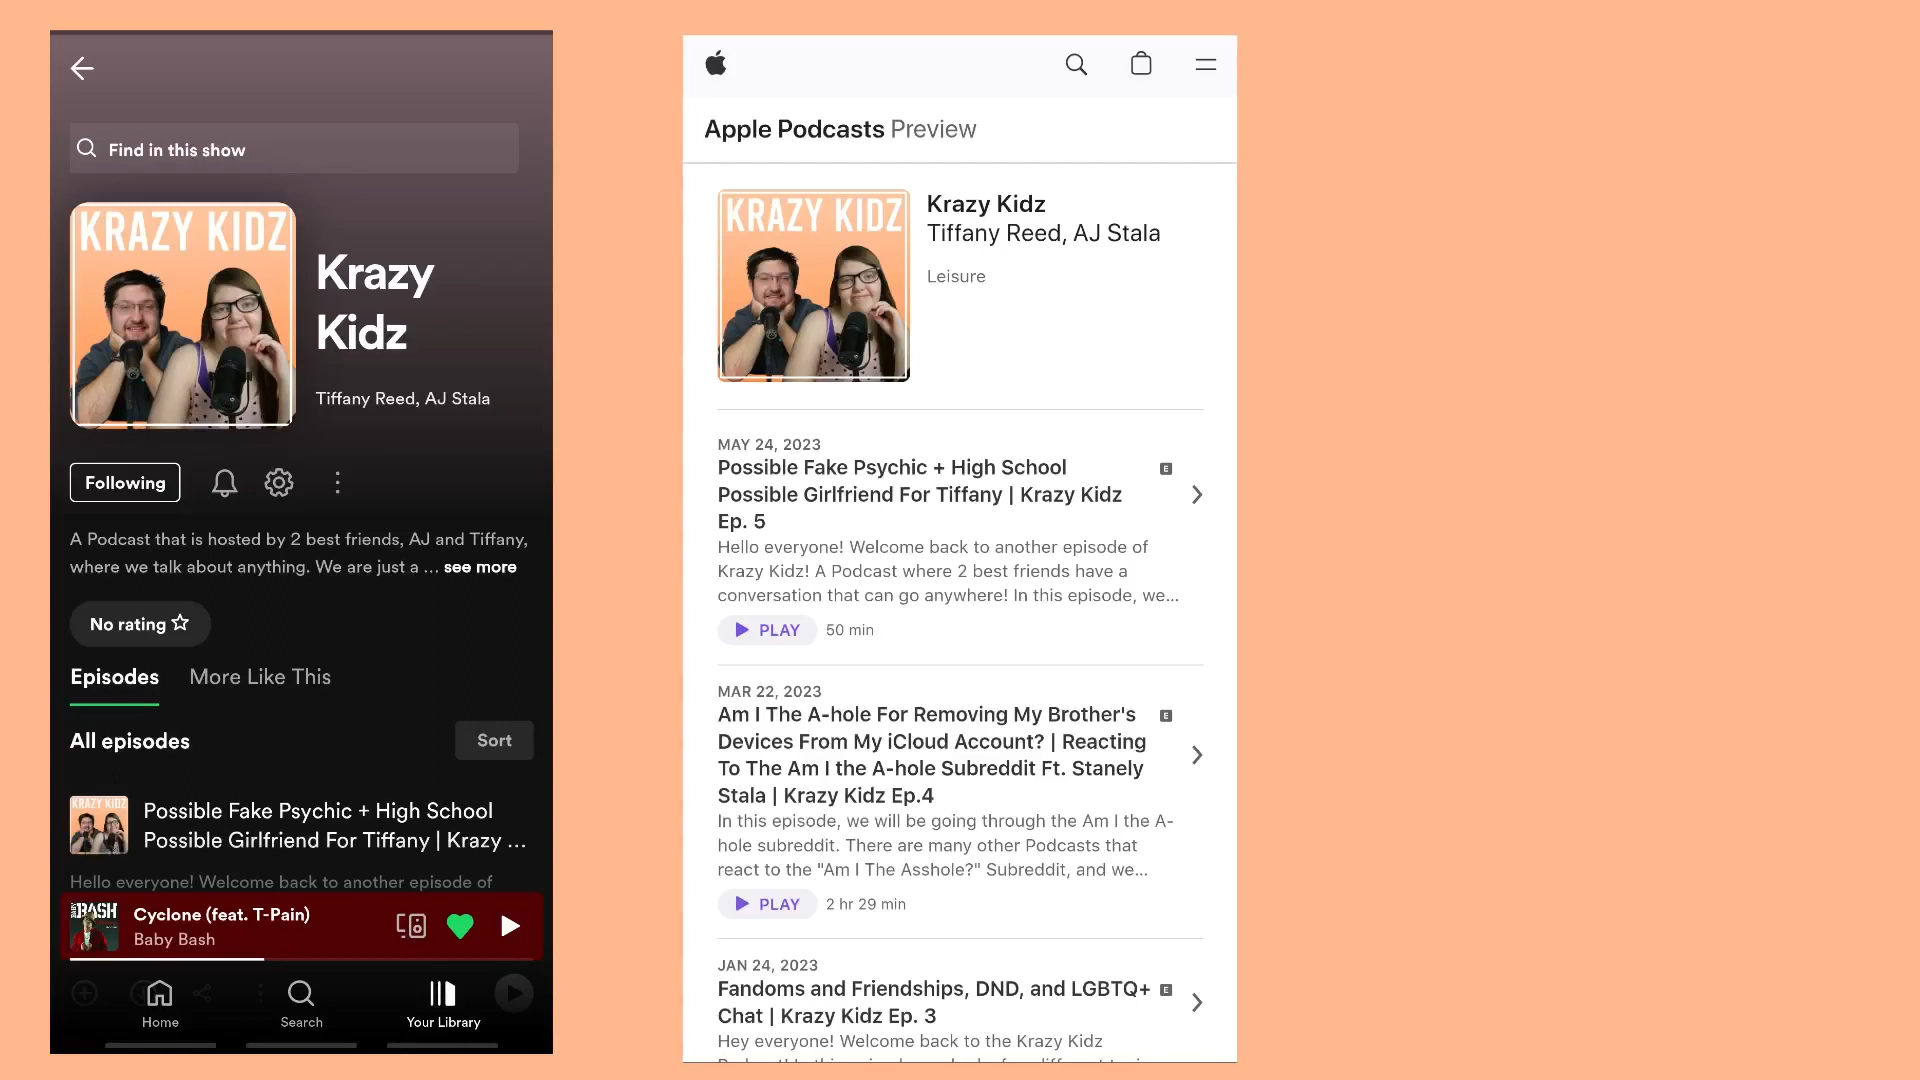 Find in this show
KRAZY KIDZ
Krazy
Kidz
Tiffany Reed, AJ Stala
Following
A Podcast that is hosted by 2 best friends, AJ and Tiffany,
where we talk about anything. We are just a ... see more
No rating
Episodes
More Like This
All episodes
Sort
KRAZY KIDZ
Possible Fake Psychic + High School
Possible Girlfriend For Tiffany | Krazy ...
Hello everyone! Welcome back to another episode of
BASH
Cyclone (feat. T-Pain)
Baby Bash
Home
Search
Your Library
Apple Podcasts Preview
KRAZY KIDZ
Krazy Kidz
Tiffany Reed, AJ Stala
Leisure
MAY 24, 2023
Possible Fake Psychic + High School
Possible Girlfriend For Tiffany | Krazy Kidz
Ep. 5
E
Hello everyone! Welcome back to another episode of
Krazy Kidz! A Podcast where 2 best friends have a
conversation that can go anywhere! In this episode, we...
PLAY
50 min
MAR 22, 2023
Am I The A-hole For Removing My Brother's
Devices From My iCloud Account? | Reacting
To The Am I the A-hole Subreddit Ft. Stanely
Stala | Krazy Kidz Ep.4
E
In this episode, we will be going through the Am I the A-
hole subreddit. There are many other Podcasts that
react to the "Am I The Asshole?" Subreddit, and we...
PLAY
2 hr 29 min
JAN 24, 2023
Fandoms and Friendships, DND, and LGBTQ+
Chat | Krazy Kidz Ep. 3
E
Hey everyone! Welcome back to the Krazy Kidz